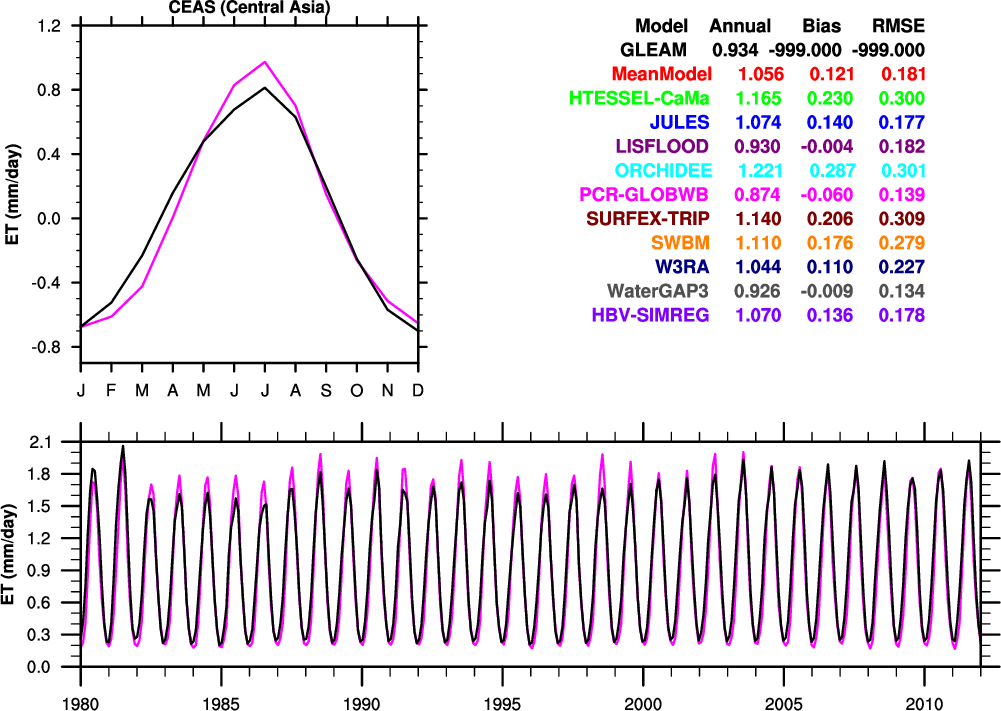 CEAS (Central Asia)
1.2
0.8
0.4
0.0
-0.4
-0.8
ET (mm/day)
J F M A M J J A S O N D
Model Annual Bias RMSE
GLEAM 0.934 -999.000 -999.000
MeanModel 1.056 0.121 0.181
HTESSEL-CaMa 1.165 0.230 0.300
JULES 1.074 0.140 0.177
LISFLOOD 0.930 -0.004 0.182
ORCHIDEE 1.221 0.287 0.301
PCR-GLOBWB 0.874 -0.060 0.139
SURFEX-TRIP 1.140 0.206 0.309
SWBM 1.110 0.176 0.279
W3RA 1.044 0.110 0.227
WaterGAP3 0.926 -0.009 0.134
HBV-SIMREG 1.070 0.136 0.178
2.1
1.8
1.5
1.2
0.9
0.6
0.3
0.0
ET (mm/day)
1980 1985 1990 1995 2000 2005 2010